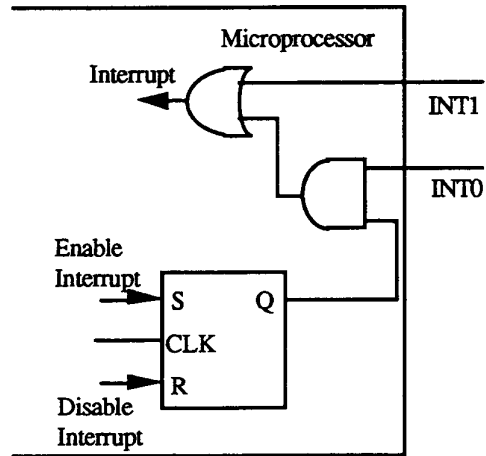 Microprocessor
Interrupt
INT1
INT0
Enable
Interrupt
S
Q
CLK
R
Disable
Interrupt